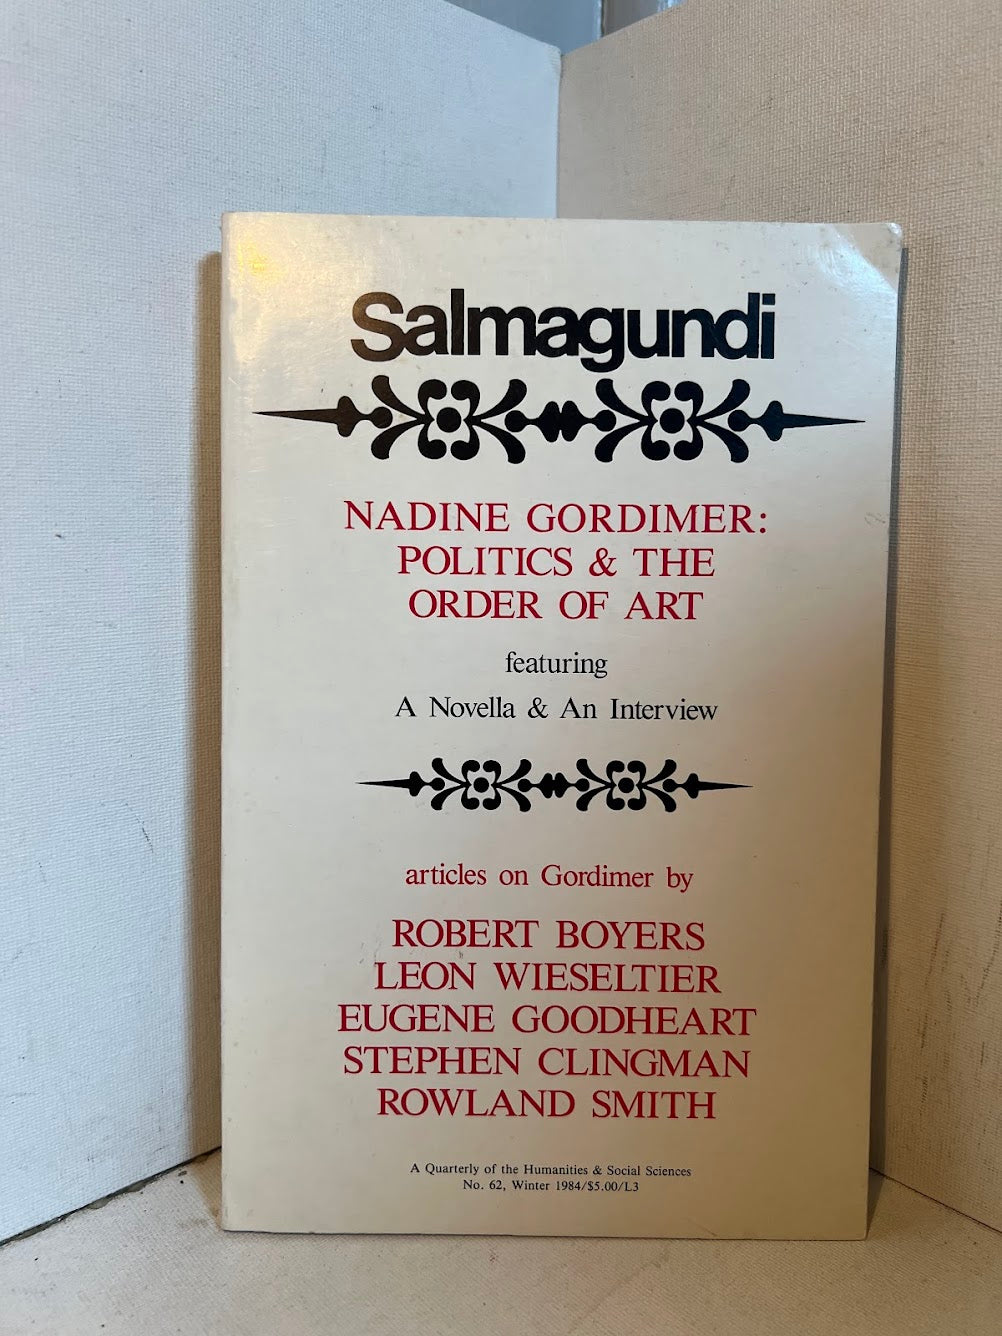 Salmagundi
NADINE GORDIMER:
POLITICS & THE
ORDER OF ART
featuring
A Novella & An Interview
articles on Gordimer by
ROBERT BOYERS
LEON WIESELTIER
EUGENE GOODHEART
STEPHEN CLINGMAN
ROWLAND SMITH
A Quarterly of the Humanities & Social Sciences
No. 62, Winter 1984/$5.00/L3